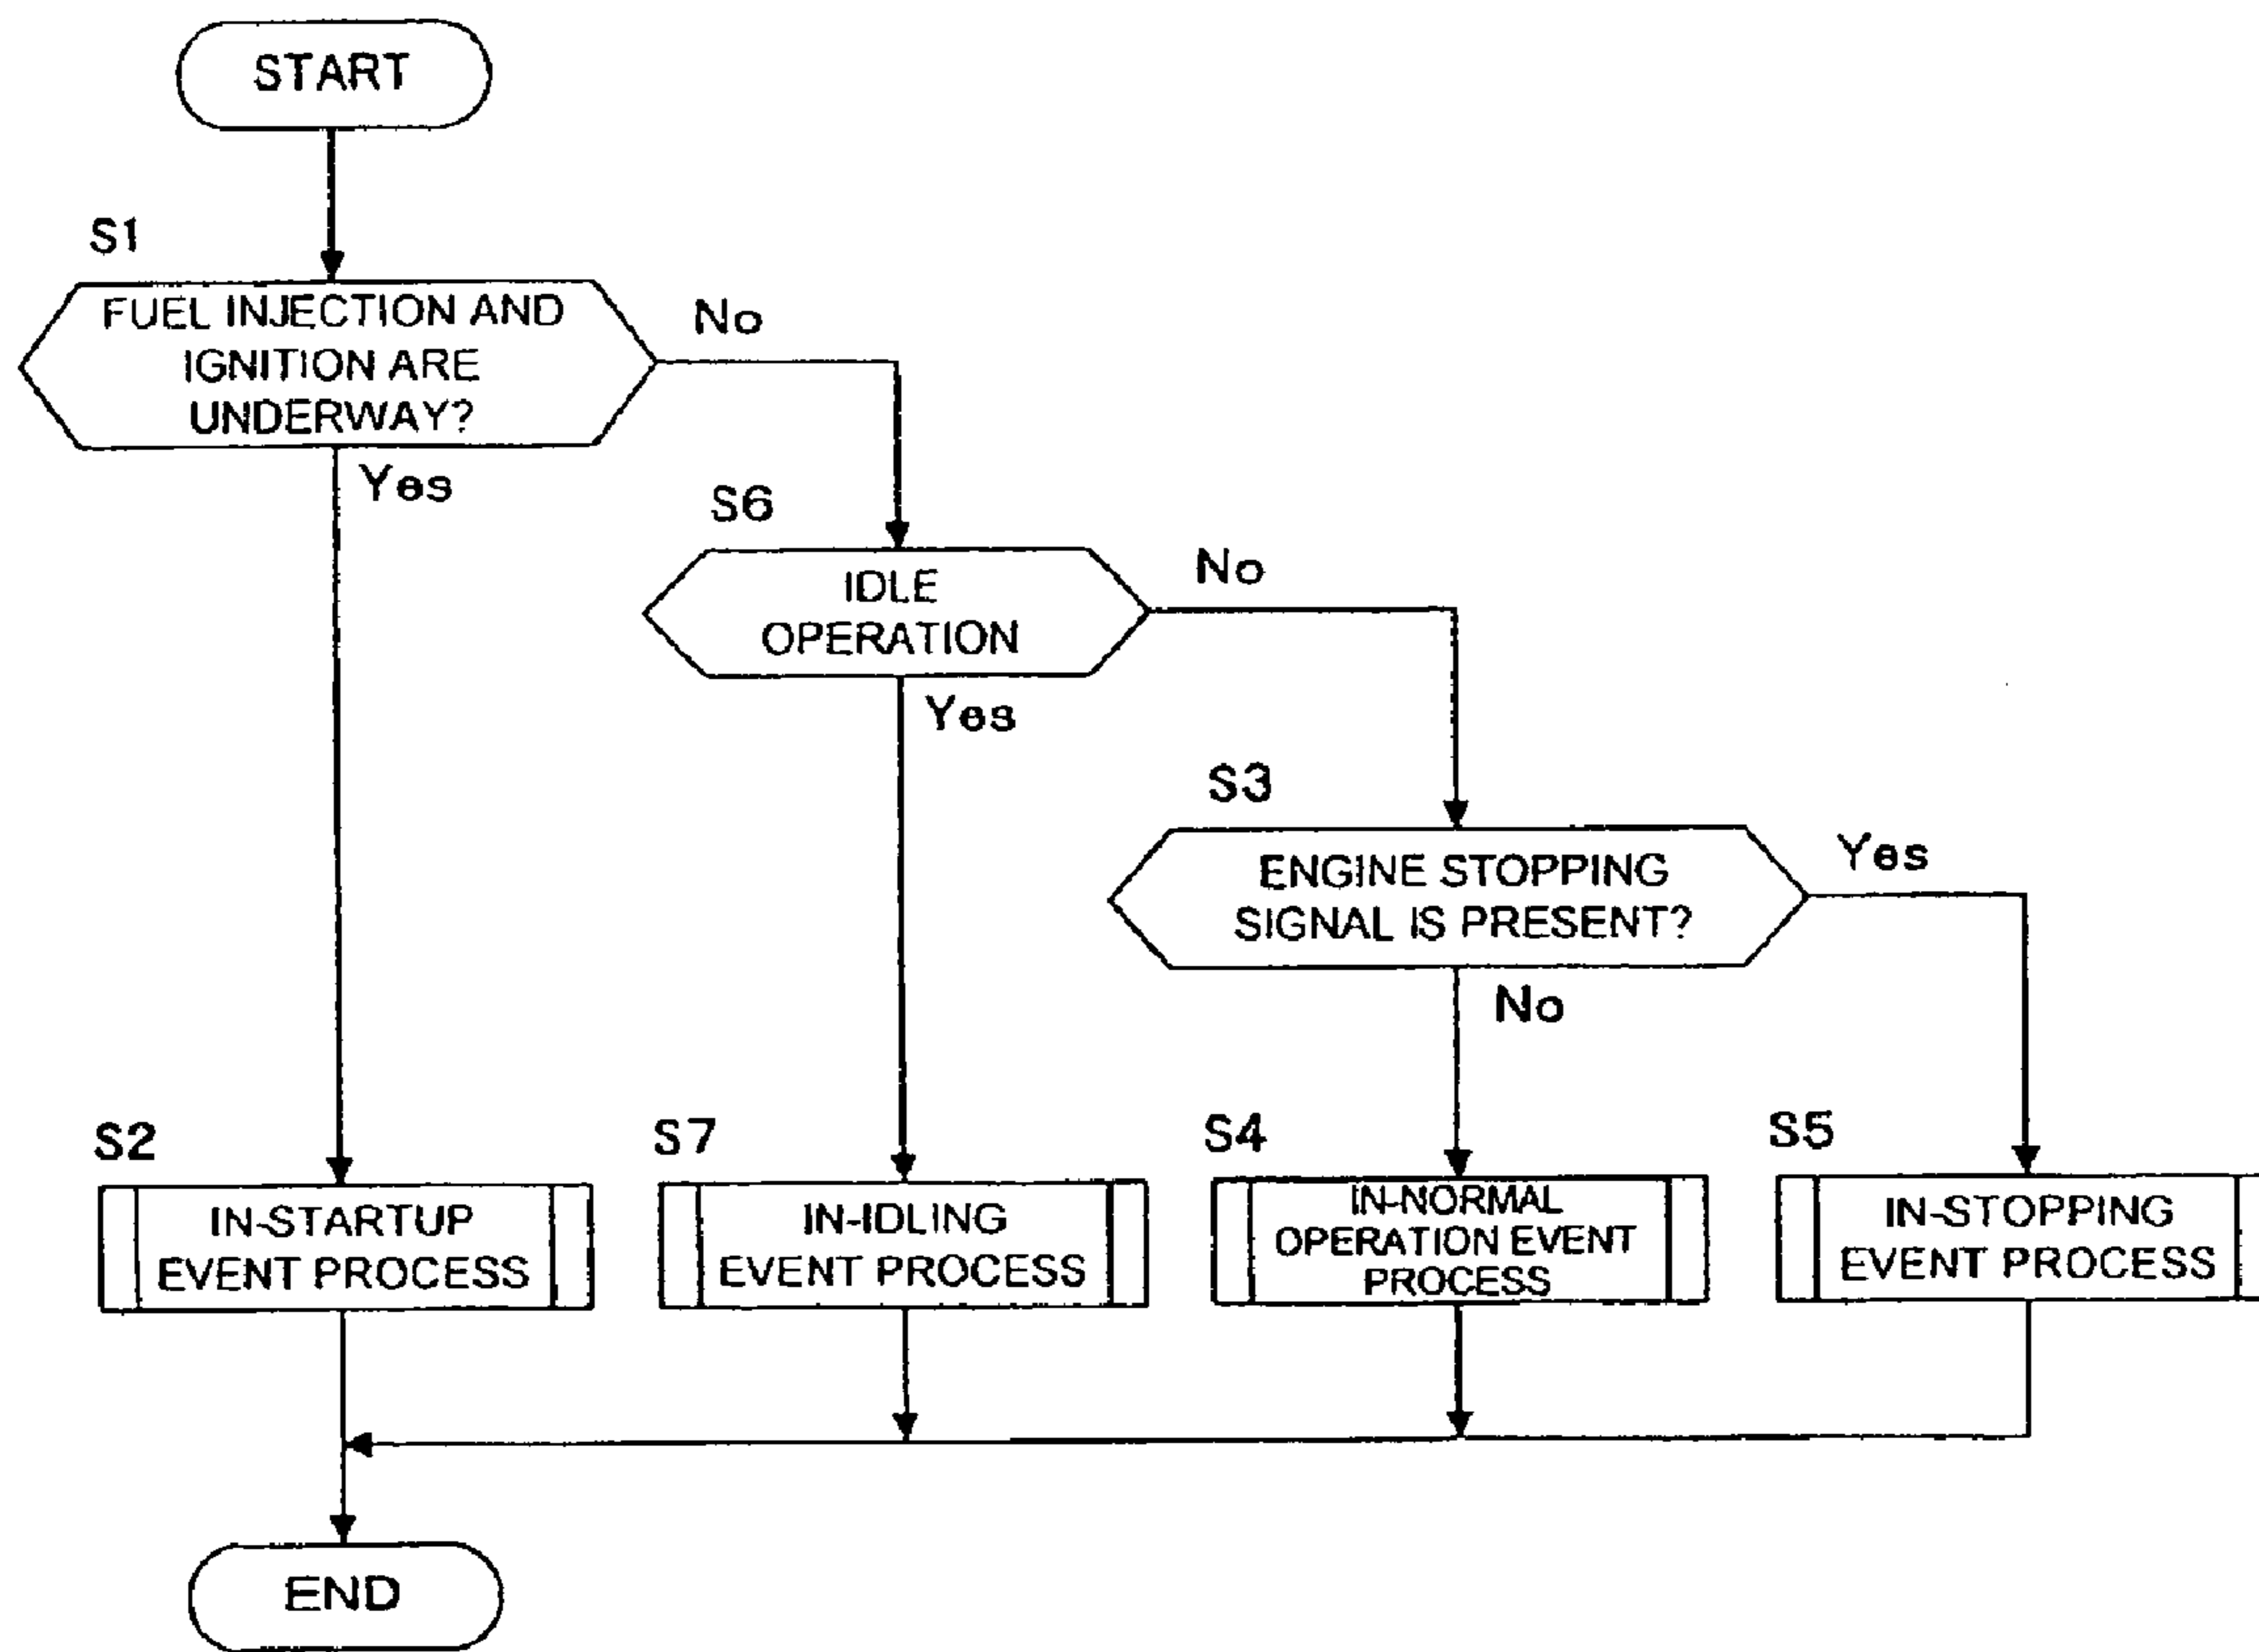 START
S1
FUEL INJECTION AND
IGNITION ARE
UNDERWAY?
No
Yes
S6
IDLE
OPERATION
No
Yes
S3
ENGINE STOPPING
SIGNAL IS PRESENT?
Yes
No
S2
IN-STARTUP
EVENT PROCESS
S7
IN-IDLING
EVENT PROCESS
S4
IN-NORMAL
OPERATION EVENT
PROCESS
S5
IN-STOPPING
EVENT PROCESS
END